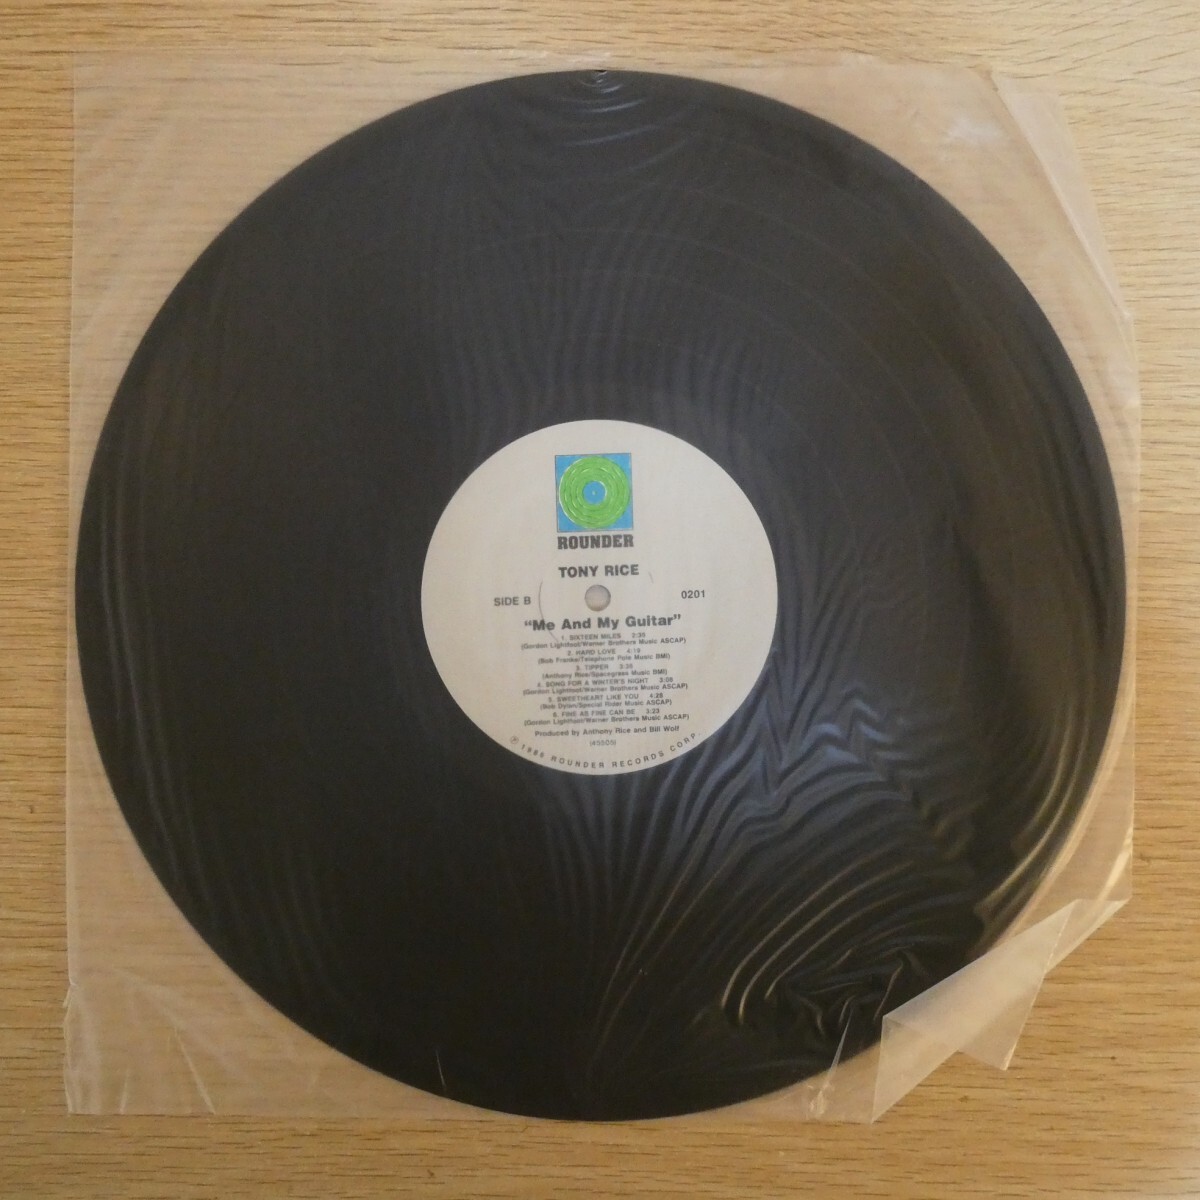 ROUNDER
TONY RICE
SIDE B
0201
"Me And My Guitar"
1. SIXTEEN MILES 2:39
(Gordon Lightfoot/Warner Brothers Music ASCAP)
2. HARD LOVE 4:19
(Bob Franke/Telephone Pole Music BMI)
3. TIPPER 3:36
(Anthony Rice/Spacegrass Music BMI)
4. SONG FOR A WINTER'S NIGHT 3:06
(Gordon Lightfoot/Warner Brothers Music ASCAP)
5. SWEETHEART LIKE YOU 4:28
(Bob Dylan/Special Rider Music ASCAP)
6. FINE AS FINE CAN BE 3:23
(Gordon Lightfoot/Warner Brothers Music ASCAP)
Produced by Anthony Rice and Bill Wolf
(45505)
℗ 1986 ROUNDER RECORDS CORP.